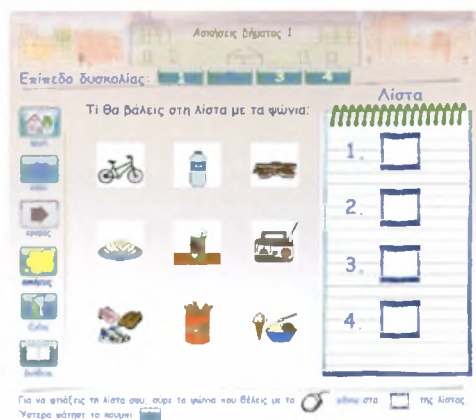 Ασκήσεις βήματος 1
Επίπεδο δυσκολίας: 1 3 4
Τί θα βάλεις στη λίστα με τα ψώνια:
Λίστα
1.
2.
3.
4.
Για να φτιάξεις τη λίστα σου, σύρε τα ψώνια που θέλεις με το στα της λίστας
Ύστερα πάτησε το κουμπί